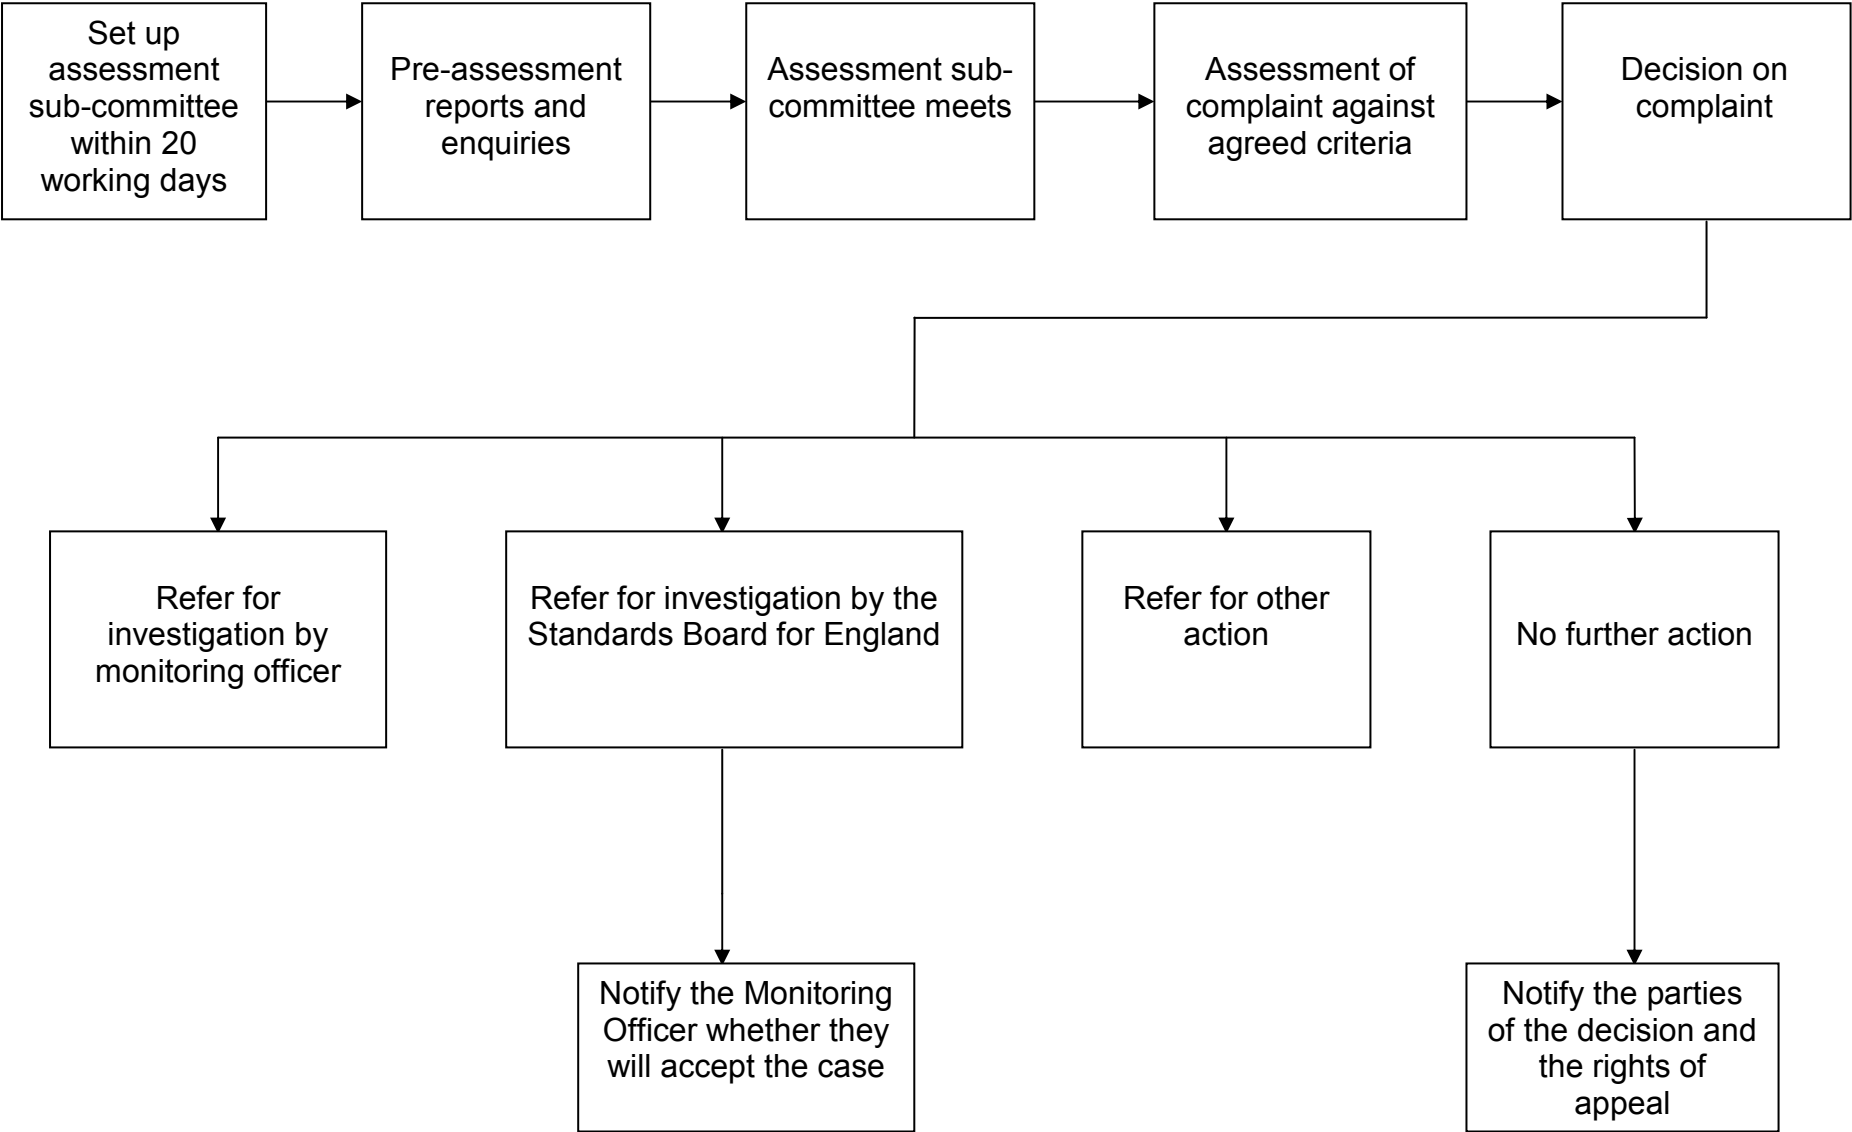 Set up
assessment
sub-committee
within 20
working days
Pre-assessment
reports and
enquiries
Assessment sub-
committee meets
Assessment of
complaint against
agreed criteria
Decision on
complaint
Refer for
investigation by
monitoring officer
Refer for investigation by the
Standards Board for England
Refer for other
action
No further action
Notify the Monitoring
Officer whether they
will accept the case
Notify the parties
of the decision and
the rights of
appeal